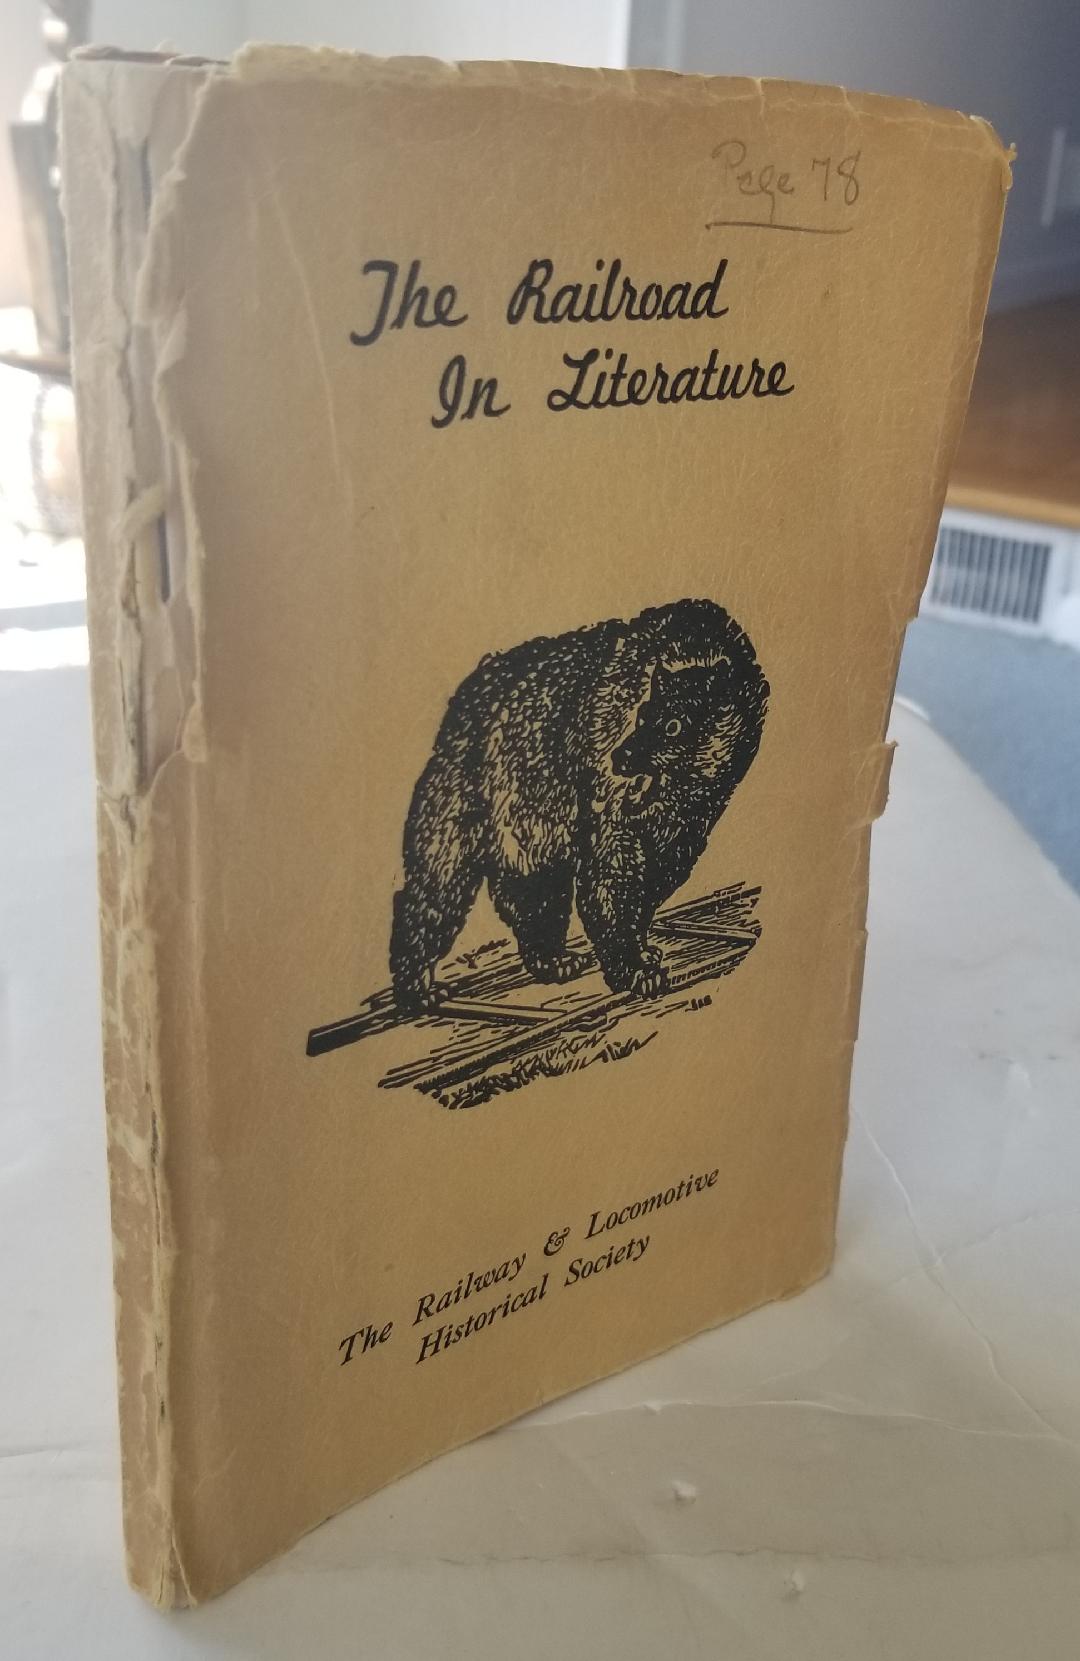 Page 78
The Railroad
In Literature
The Railway & Locomotive
Historical Society